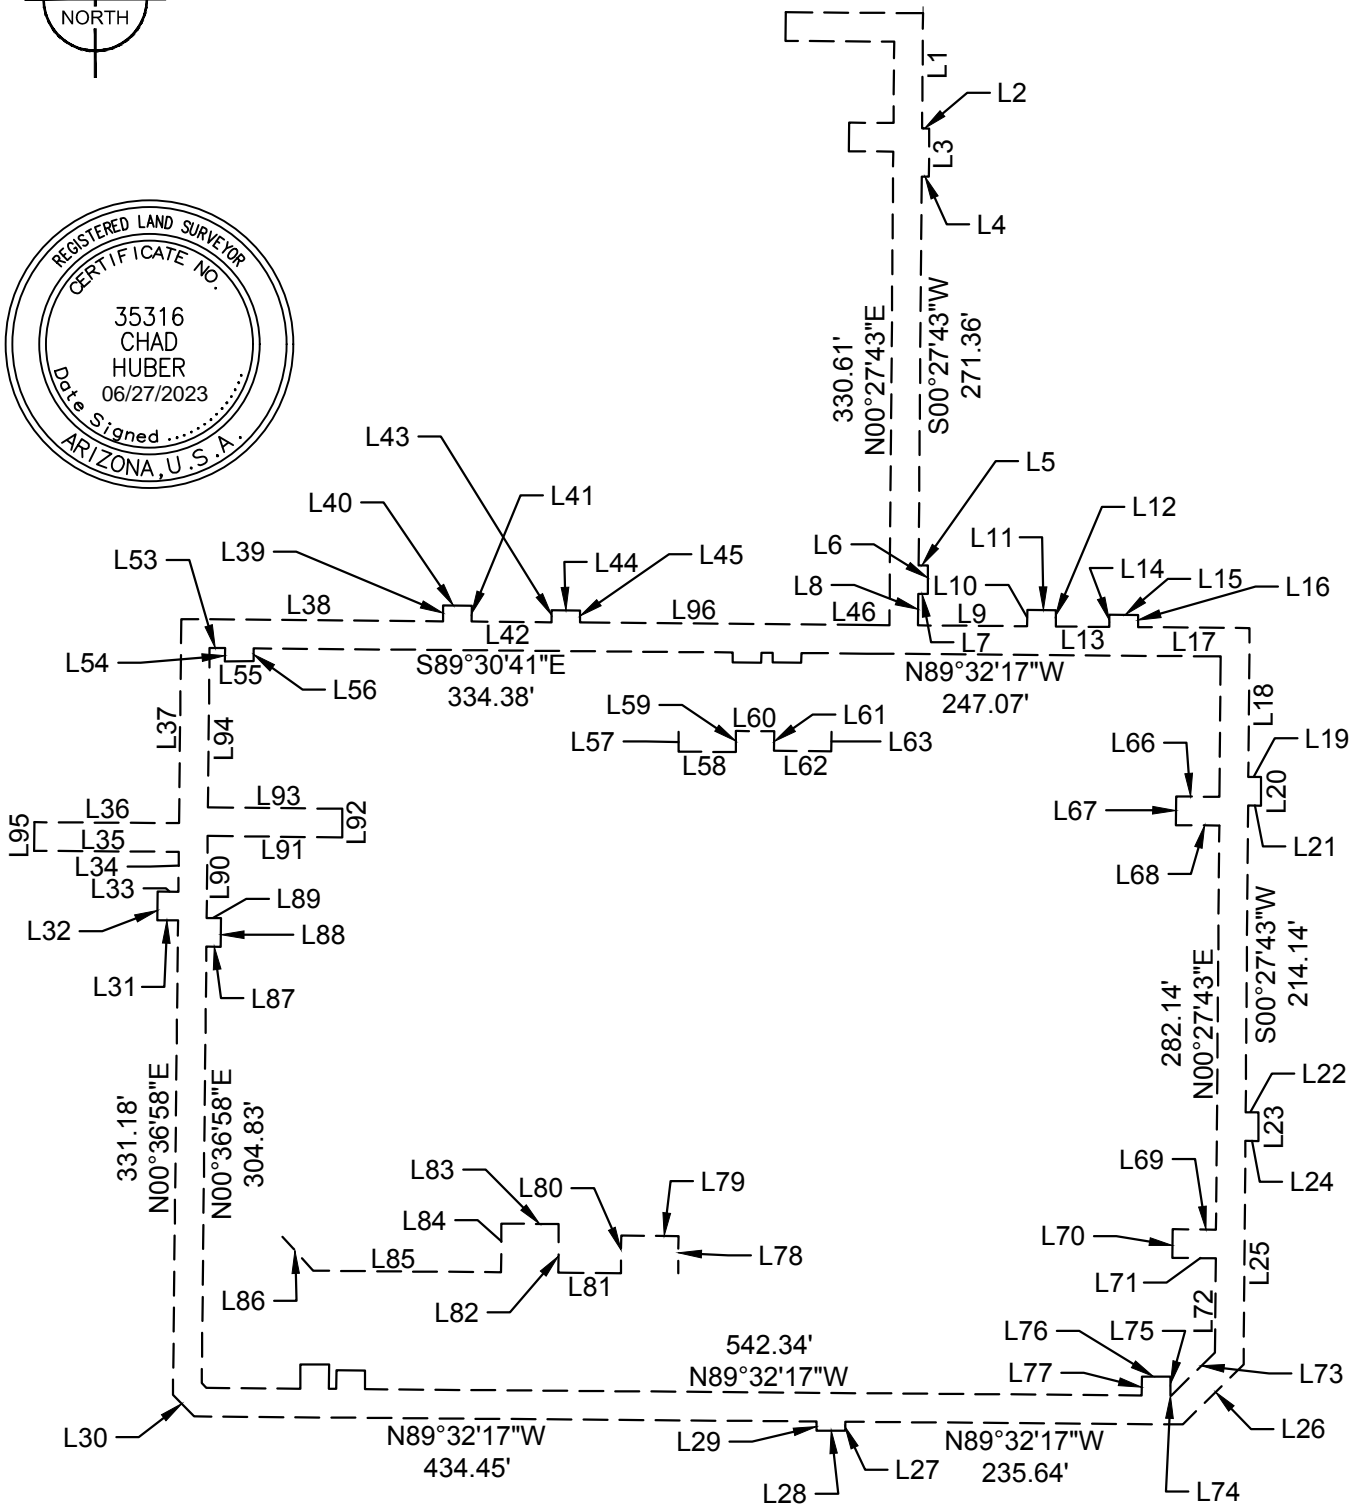 NORTH
L1
L2
L3
L4
REGISTERED LAND SURVEYOR
CERTIFICATE NO.
35316
CHAD
HUBER
06/27/2023
Date Signed ..............
ARIZONA, U.S.A.
330.61'
N00°27'43"E
S00°27'43"W
271.36'
L43
L5
L40
L41
L12
L11
L39
L44
L45
L6
L14
L15
L16
L53
L8
L10
L38
L96
L46
L9
L42
L7
L13
L17
L54
L55
L56
S89°30'41"E
334.38'
N89°32'17"W
247.07'
L37
L94
L59
L60
L61
L57
L63
L58
L62
L18
L66
L19
L67
L20
L68
L21
L36
L93
L95
L92
L35
L91
L34
L33
L90
L89
L32
L88
L31
L87
282.14'
N00°27'43"E
S00°27'43"W
214.14'
331.18'
N00°36'58"E
N00°36'58"E
304.83'
L22
L23
L24
L69
L70
L71
L25
L83
L80
L79
L84
L78
L85
L86
L82
L81
L72
L76
L75
L77
L73
542.34'
N89°32'17"W
L30
N89°32'17"W
434.45'
L29
L28
L27
N89°32'17"W
235.64'
L26
L74